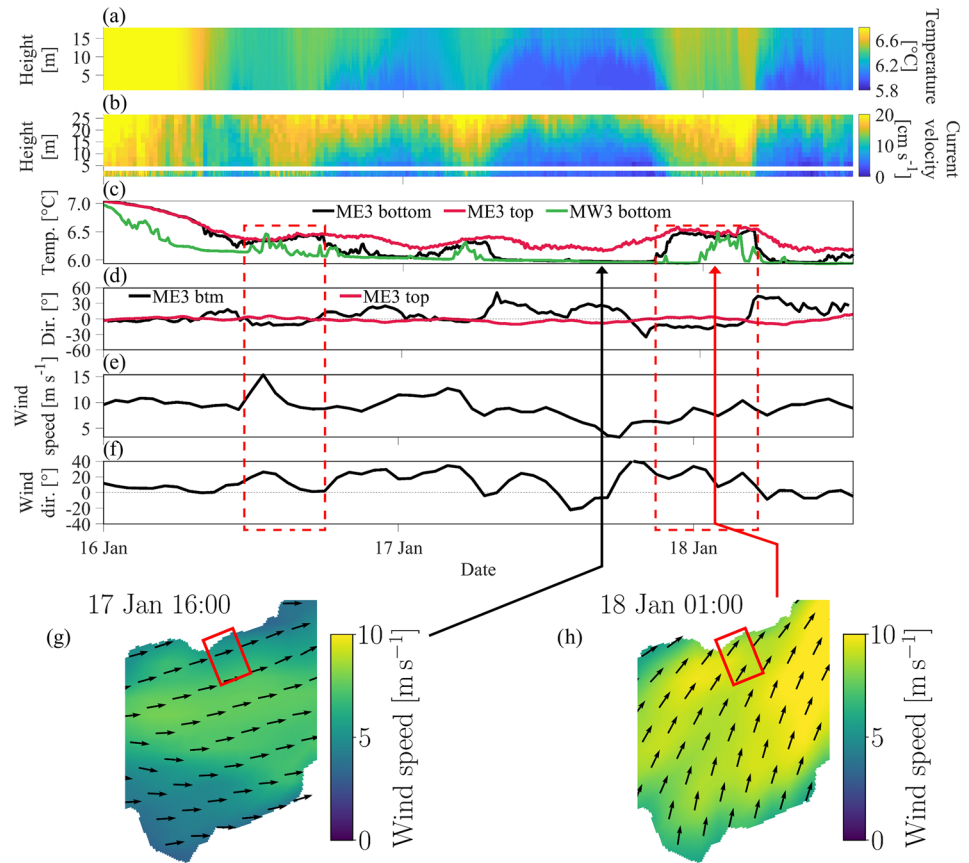 (a)
Height
[m]
15
10
5
6.6
6.2
5.8
Temperature
[°C]
(b)
Height
[m]
25
20
15
10
5
20
10
0
Current
velocity
[cm s⁻¹]
(c)
Temp. [°C]
7.0
6.5
6.0
ME3 bottom
ME3 top
MW3 bottom
(d)
Dir. [°]
60
30
0
-30
-60
ME3 btm
ME3 top
(e)
Wind
speed [m s⁻¹]
15
10
5
(f)
Wind
dir. [°]
40
20
0
-20
-40
16 Jan
17 Jan
18 Jan
Date
(g)
17 Jan 16:00
10
5
0
Wind speed [m s⁻¹]
(h)
18 Jan 01:00
10
5
0
Wind speed [m s⁻¹]